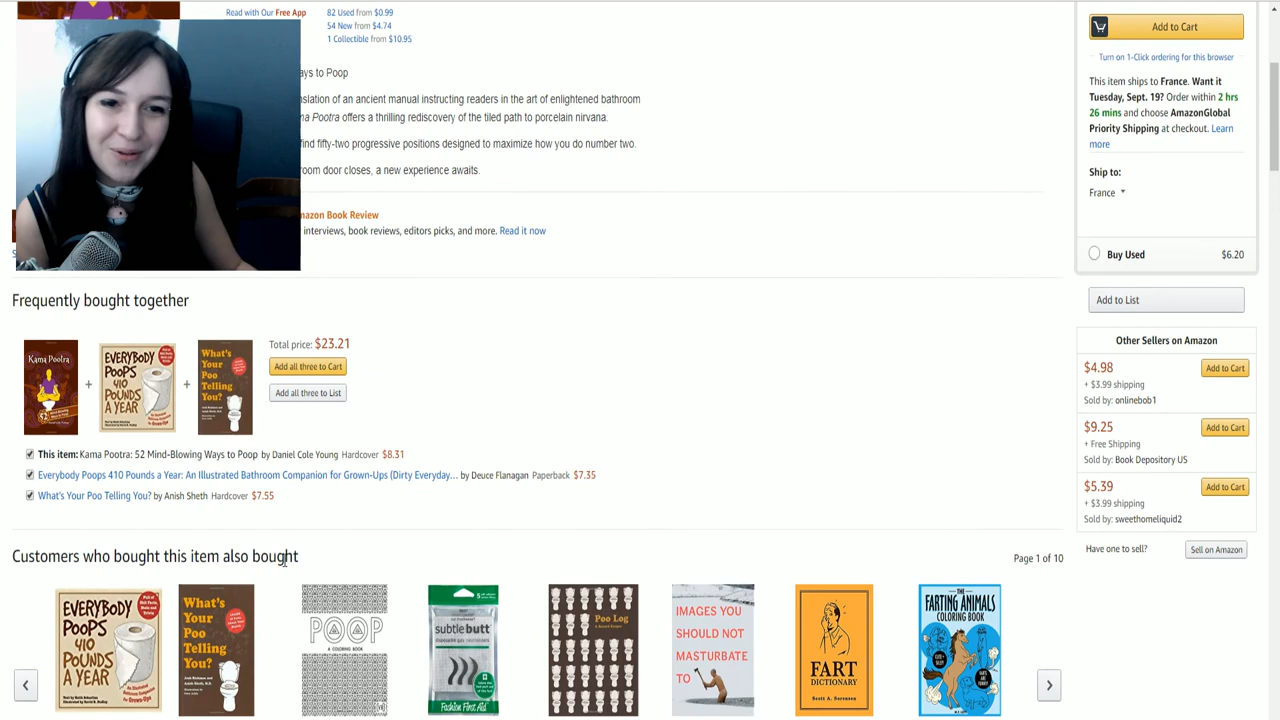 Read with Our Free App
82 Used from $0.99
54 New from $4.74
1 Collectible from $10.95
ays to Poop
nslation of an ancient manual instructing readers in the art of enlightened bathroom
ma Pootra offers a thrilling rediscovery of the tiled path to porcelain nirvana.
find fifty-two progressive positions designed to maximize how you do number two.
room door closes, a new experience awaits.
mazon Book Review
interviews, book reviews, editors picks, and more. Read it now
Add to Cart
Turn on 1-Click ordering for this browser
This item ships to France. Want it
Tuesday, Sept. 19? Order within 2 hrs
26 mins and choose AmazonGlobal
Priority Shipping at checkout. Learn
more
Ship to:
France
Buy Used $6.20
Add to List
Other Sellers on Amazon
$4.98 Add to Cart
+ $3.99 shipping
Sold by: onlinebob1
$9.25 Add to Cart
+ Free Shipping
Sold by: Book Depository US
$5.39 Add to Cart
+ $3.99 shipping
Sold by: sweethomeliquid2
Have one to sell? Sell on Amazon
Frequently bought together
Kama Pootra
52
EVERYBODY
POOPS
410
POUNDS
A YEAR
What's
Your
Poo
Telling
You?
Total price: $23.21
Add all three to Cart
Add all three to List
This item: Kama Pootra: 52 Mind-Blowing Ways to Poop by Daniel Cole Young Hardcover $8.31
Everybody Poops 410 Pounds a Year: An Illustrated Bathroom Companion for Grown-Ups (Dirty Everyday... by Deuce Flanagan Paperback $7.35
What's Your Poo Telling You? by Anish Sheth Hardcover $7.55
Customers who bought this item also bought
Page 1 of 10
EVERYBODY
POOPS
410
POUNDS
A YEAR
What's
Your
Poo
Telling
You?
POOP
A COLORING BOOK
subtle butt
Fashion First Aid
Poo Log
IMAGES YOU
SHOULD NOT
MASTURBATE
TO
FART
DICTIONARY
Scott A. Sorensen
THE
FARTING ANIMALS
COLORING BOOK